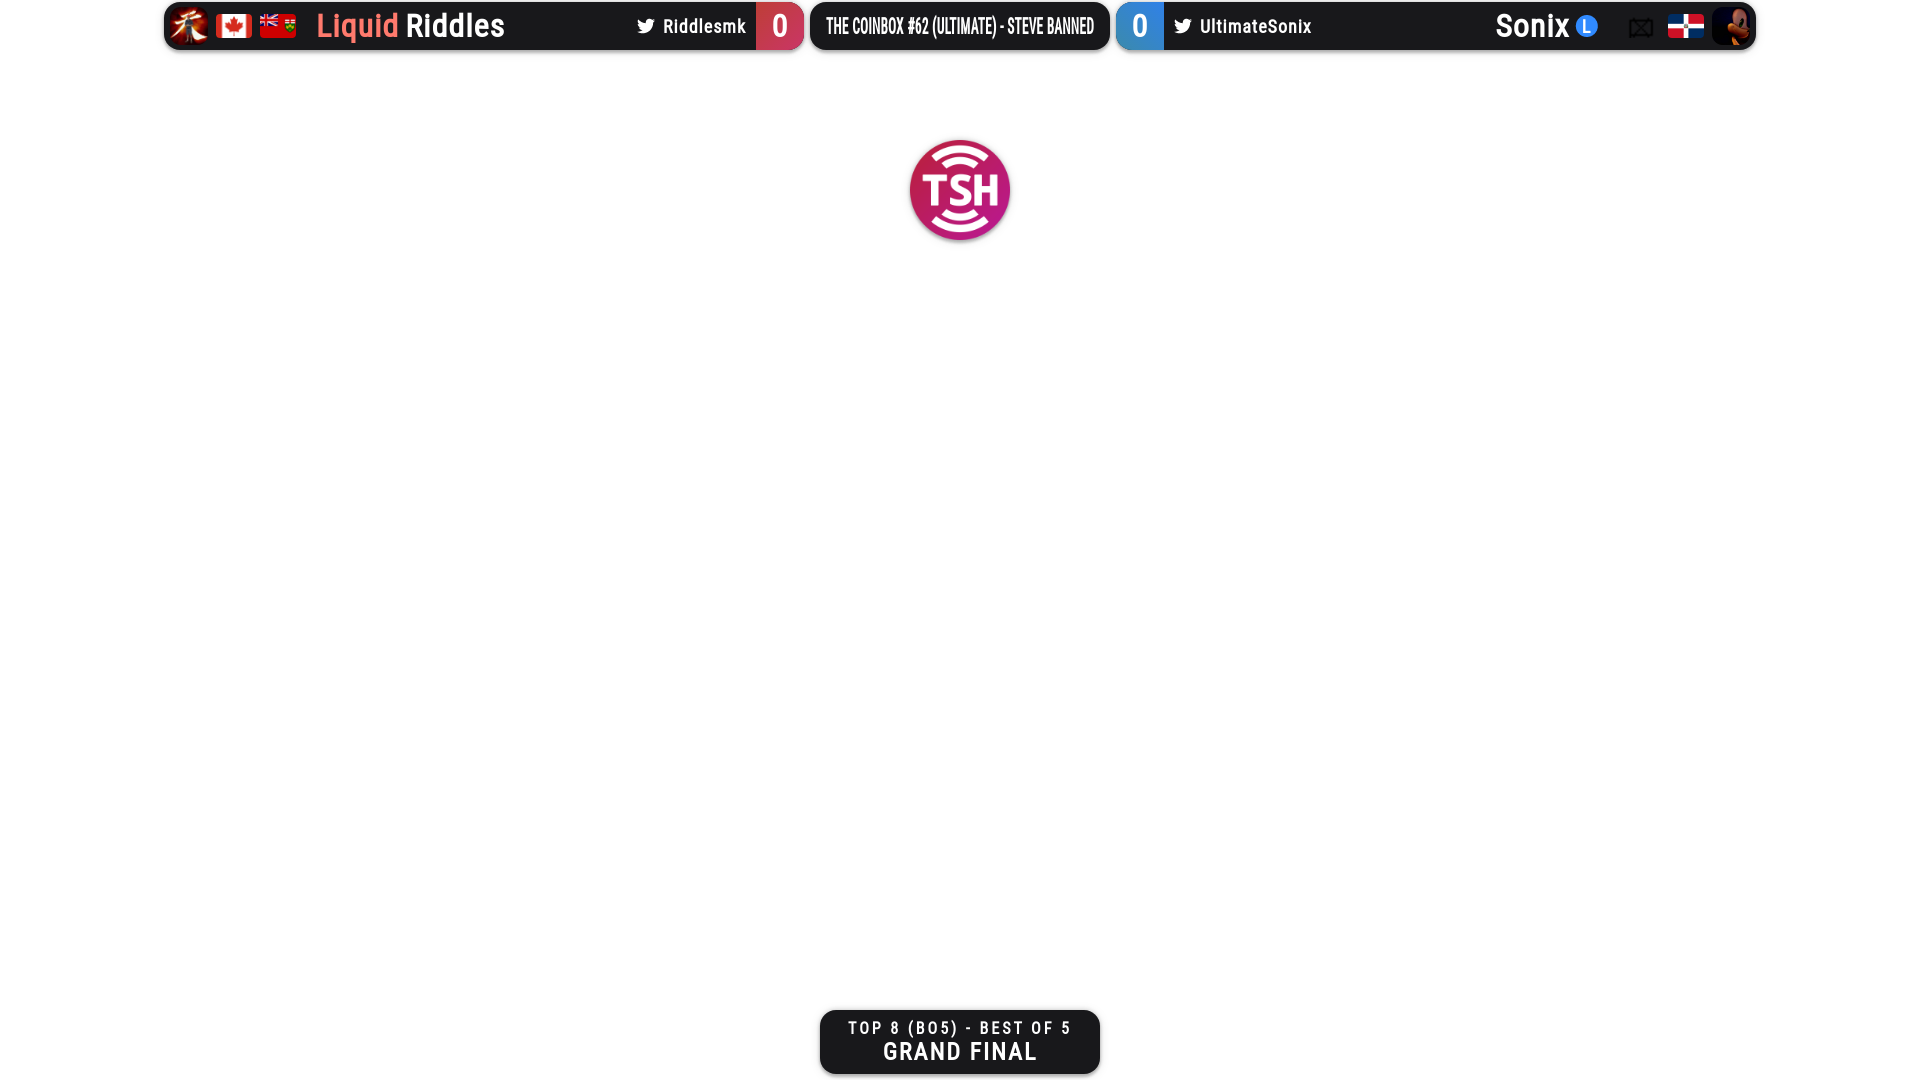 Liquid Riddles
Riddlesmk
0
THE COINBOX #62 (ULTIMATE) - STEVE BANNED
0
UltimateSonix
Sonix L
TSH
TOP 8 (BO5) - BEST OF 5
GRAND FINAL